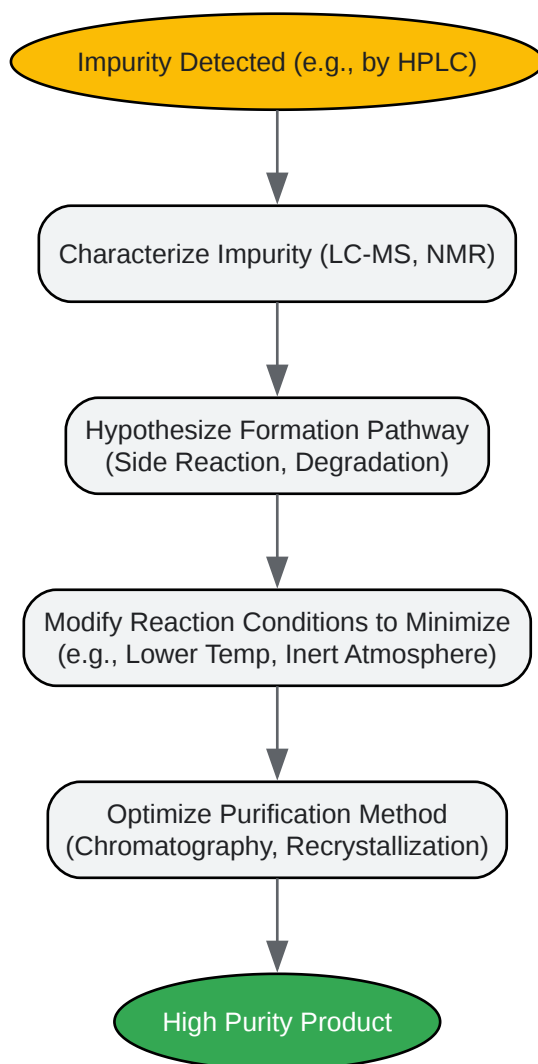 Impurity Detected (e.g., by HPLC)
Characterize Impurity (LC-MS, NMR)
Hypothesize Formation Pathway
(Side Reaction, Degradation)
Modify Reaction Conditions to Minimize
(e.g., Lower Temp, Inert Atmosphere)
Optimize Purification Method
(Chromatography, Recrystallization)
High Purity Product